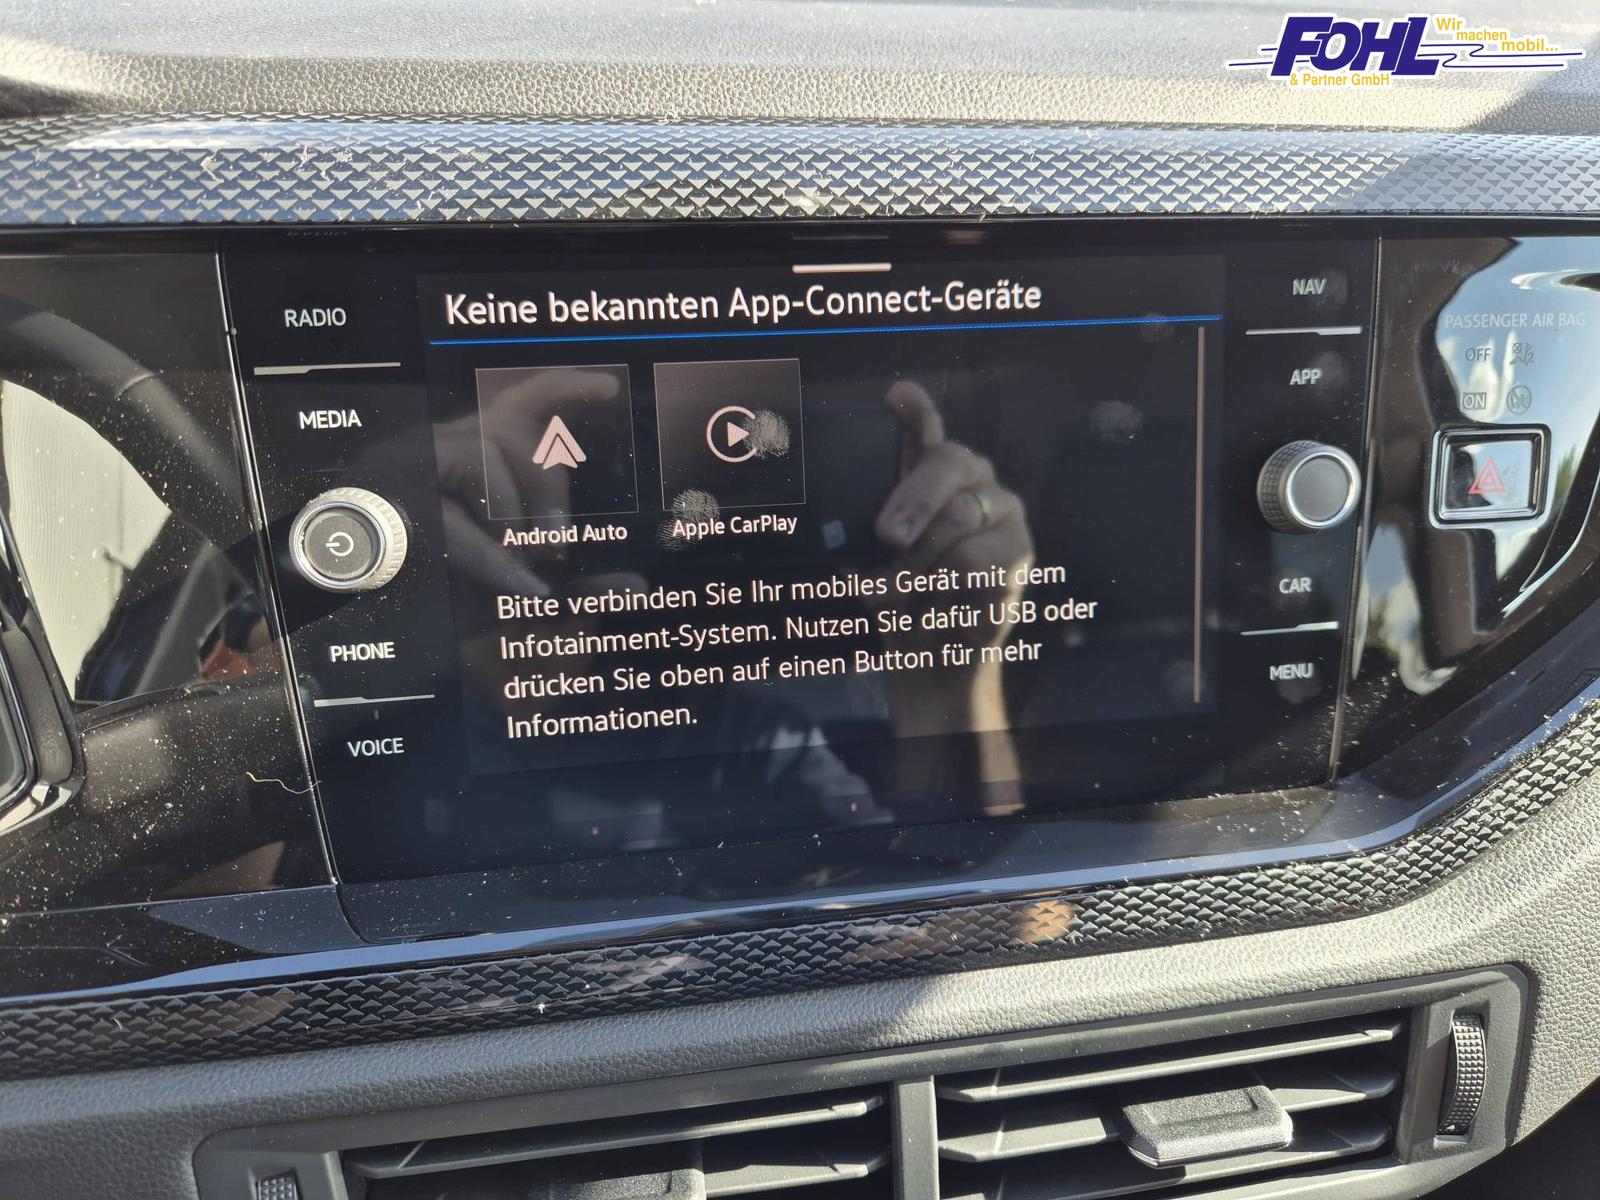 FOHL
Wir
machen
mobil...
& Partner GmbH
RADIO
MEDIA
PHONE
VOICE
Keine bekannten App-Connect-Geräte
Android Auto
Apple CarPlay
Bitte verbinden Sie Ihr mobiles Gerät mit dem
Infotainment-System. Nutzen Sie dafür USB oder
drücken Sie oben auf einen Button für mehr
Informationen.
NAV
APP
CAR
MENU
PASSENGER AIR BAG
OFF
ON